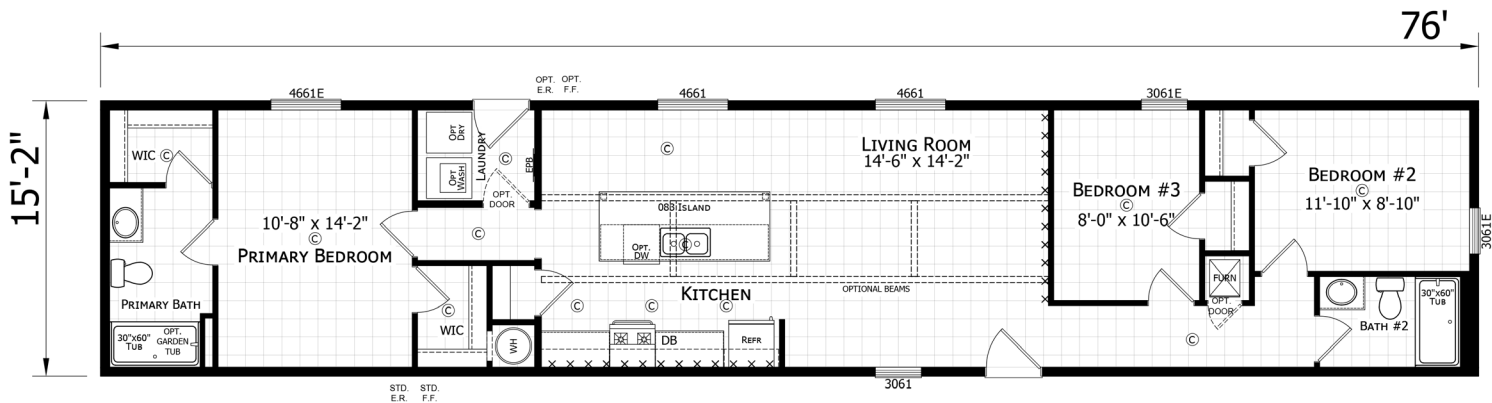 76'
15'-2"
4661E
OPT. OPT.
E.R. F.F.
4661
4661
3061E
WIC ©
OPT
DRY
OPT
WASH
LAUNDRY
©
EPB
OPT.
DOOR
©
LIVING ROOM
14'-6" x 14'-2"
BEDROOM #3
©
8'-0" x 10'-6"
BEDROOM #2
©
11'-10" x 8'-10"
3061E
10'-8" x 14'-2"
©
PRIMARY BEDROOM
©
08B ISLAND
OPT.
DW
©
KITCHEN
OPTIONAL BEAMS
FURN
OPT.
DOOR
PRIMARY BATH
30"x60"
TUB
OPT.
GARDEN
TUB
©
WIC
WH
© © ©
DB
REFR
©
BATH #2
30"x60"
TUB
3061
STD. STD.
E.R. F.F.